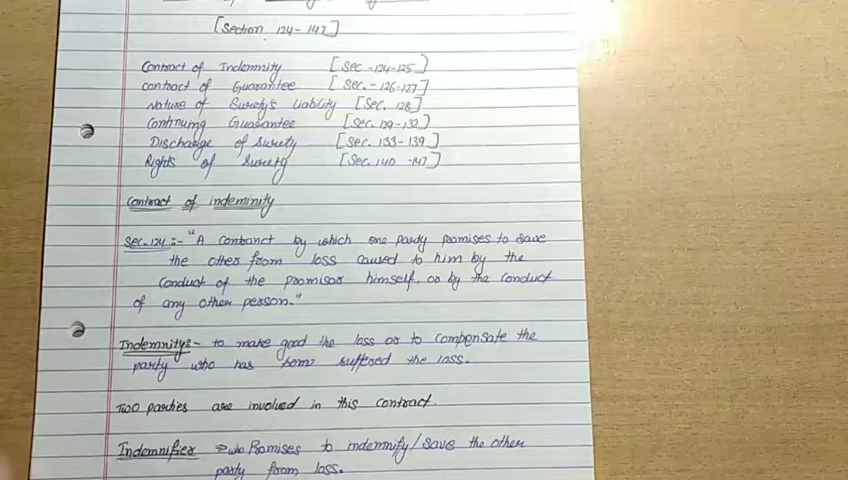 [Section 124-147]
Contract of Indemnity [Sec -124-125]
contract of Guarantee [Sec. -126-127]
Nature of Surety's Liability [Sec. 128]
Continuing Guarantee [Sec. 129-132]
Discharge of Surety [Sec. 133-139]
Rights of Surety [Sec. 140 -147]
Contract of indeminity
Sec. 124 :- "A contract by which one party promises to save
the other from loss caused to him by the
conduct of the promisor himself, or by the conduct
of any other person."
Indemnity:- to make good the loss or to compensate the
party who has some suffered the loss.
Two parties are involved in this contract.
Indemnifier → who Promises to indemnify/save the other
party from loss.